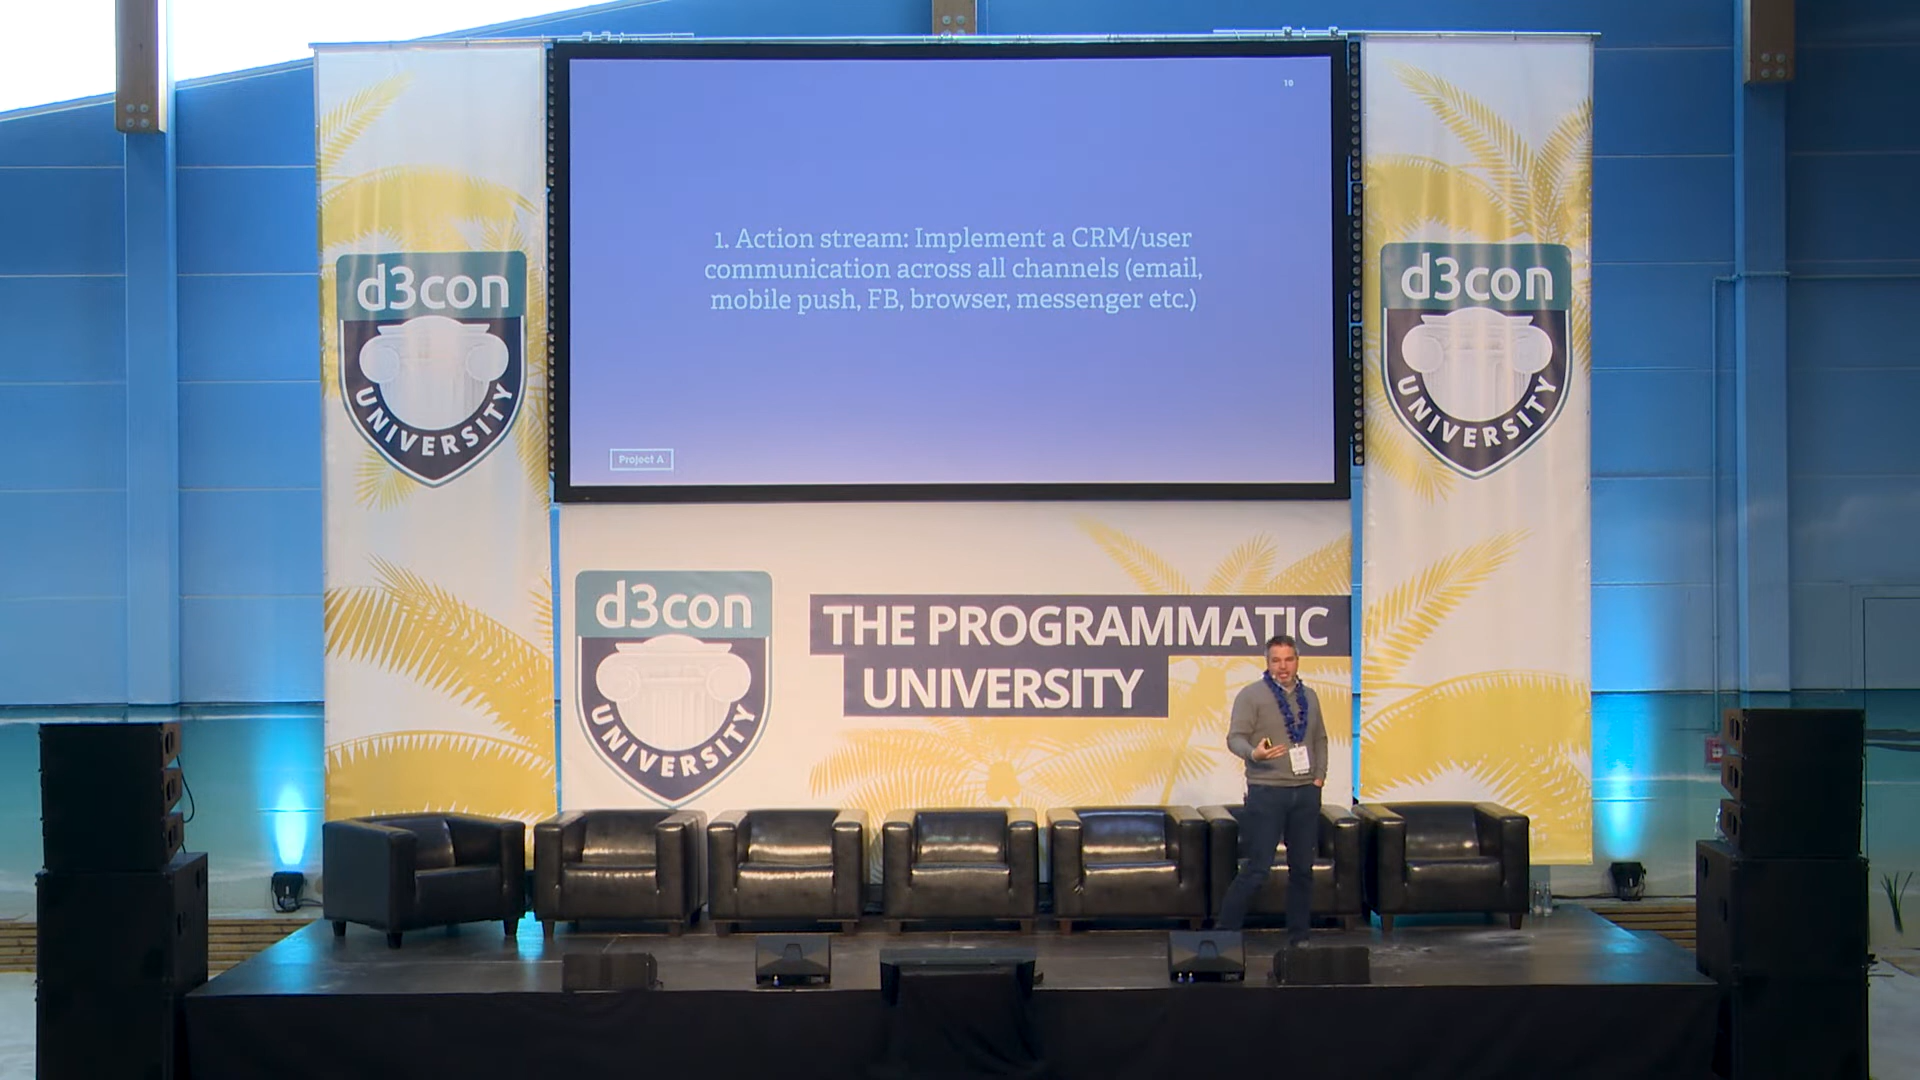 10
1. Action stream: Implement a CRM/user
communication across all channels (email,
mobile push, FB, browser, messenger etc.)
Project A
d3con
UNIVERSITY
d3con
UNIVERSITY
d3con
UNIVERSITY
THE PROGRAMMATIC
UNIVERSITY